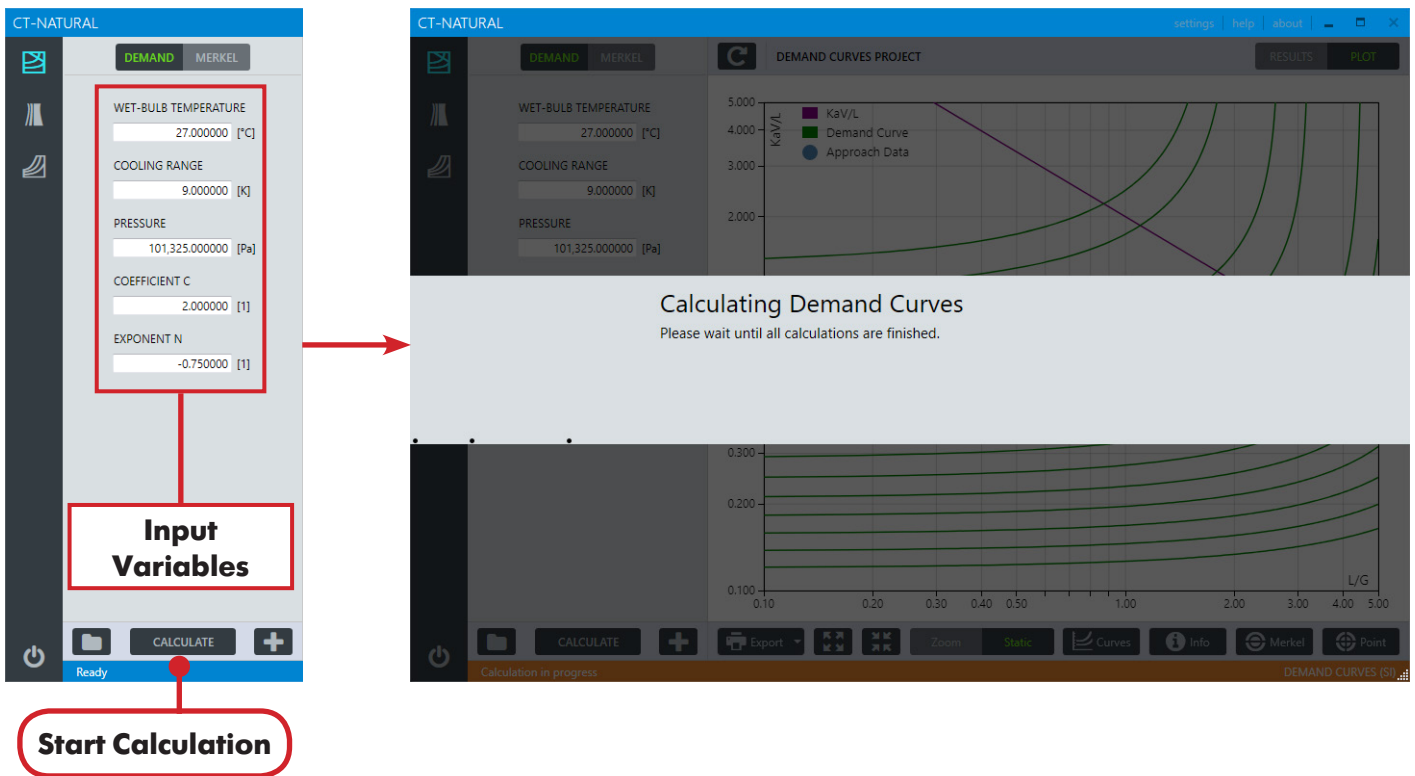 CT-NATURAL
DEMAND MERKEL
WET-BULB TEMPERATURE
27.000000 [°C]
COOLING RANGE
9.000000 [K]
PRESSURE
101,325.000000 [Pa]
COEFFICIENT C
2.000000 [1]
EXPONENT N
-0.750000 [1]
Input
Variables
CALCULATE
Ready
Start Calculation
CT-NATURAL settings help about
DEMAND MERKEL
DEMAND CURVES PROJECT
RESULTS PLOT
WET-BULB TEMPERATURE
27.000000 [°C]
COOLING RANGE
9.000000 [K]
PRESSURE
101,325.000000 [Pa]
5.000
4.000
3.000
2.000
KaV/L
KaV/L
Demand Curve
Approach Data
Calculating Demand Curves
Please wait until all calculations are finished.
0.300
0.200
0.100
L/G
0.10 0.20 0.30 0.40 0.50 1.00 2.00 3.00 4.00 5.00
CALCULATE
Export Zoom Static Curves Info Merkel Point
Calculation in progress
DEMAND CURVES (SI)